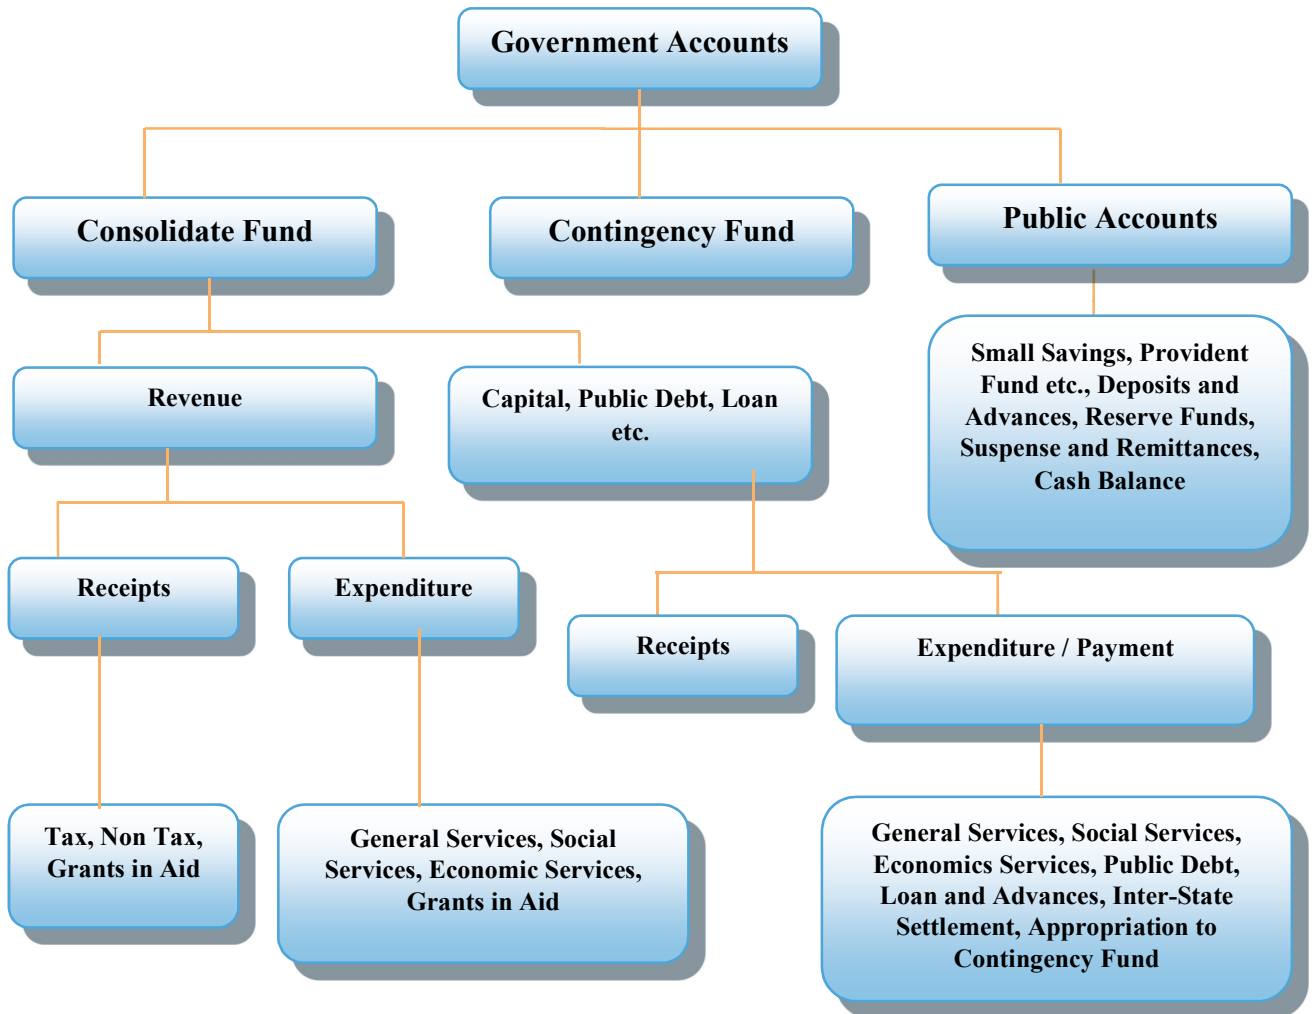 Government Accounts
Consolidate Fund
Contingency Fund
Public Accounts
Revenue
Capital, Public Debt, Loan
etc.
Small Savings, Provident
Fund etc., Deposits and
Advances, Reserve Funds,
Suspense and Remittances,
Cash Balance
Receipts
Expenditure
Receipts
Expenditure / Payment
Tax, Non Tax,
Grants in Aid
General Services, Social
Services, Economic Services,
Grants in Aid
General Services, Social Services,
Economics Services, Public Debt,
Loan and Advances, Inter-State
Settlement, Appropriation to
Contingency Fund